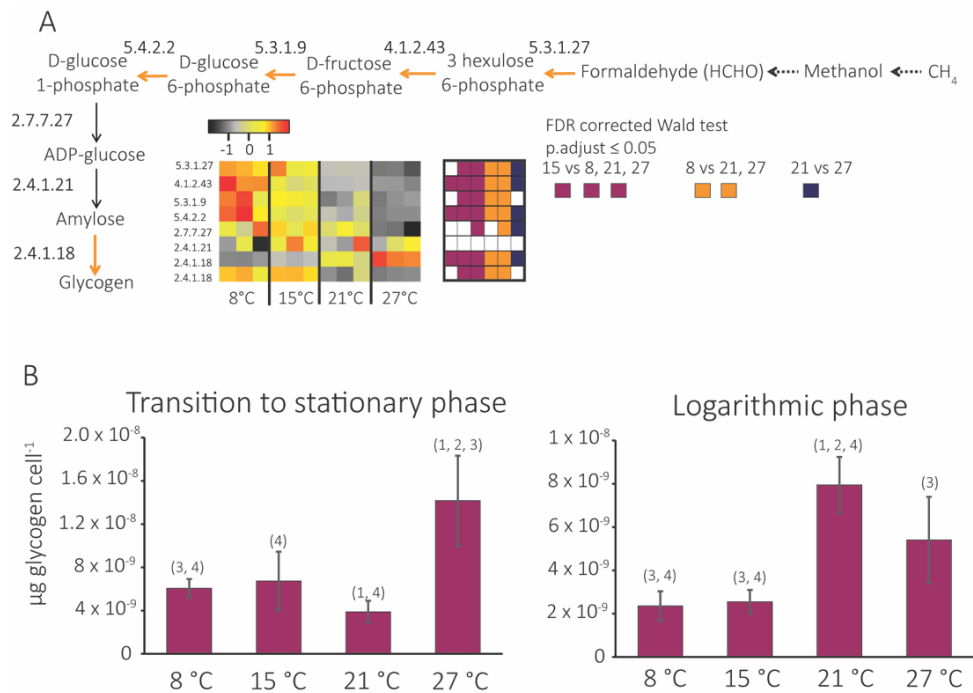 A
5.4.2.2 5.3.1.9 4.1.2.43 5.3.1.27
D-glucose D-glucose D-fructose 3 hexulose
1-phosphate 6-phosphate 6-phosphate 6-phosphate Formaldehyde (HCHO) Methanol CH4
2.7.7.27
ADP-glucose
2.4.1.21
Amylose
2.4.1.18
Glycogen
-1 0 1
5.3.1.27
4.1.2.43
5.3.1.9
5.4.2.2
2.7.7.27
2.4.1.21
2.4.1.18
2.4.1.18
8°C 15°C 21°C 27°C
FDR corrected Wald test
p.adjust ≤ 0.05
15 vs 8, 21, 27 8 vs 21, 27 21 vs 27
B
Transition to stationary phase
µg glycogen cell-1
2.0 x 10-8
1.6 x 10-8
1.2 x 10-8
8 x 10-9
4 x 10-9
0
(3, 4) (4) (1, 4) (1, 2, 3)
8 °C 15 °C 21 °C 27 °C
Logarithmic phase
1 x 10-8
8 x 10-9
6 x 10-9
4 x 10-9
2 x 10-9
0
(3, 4) (3, 4) (1, 2, 4) (3)
8 °C 15 °C 21 °C 27 °C